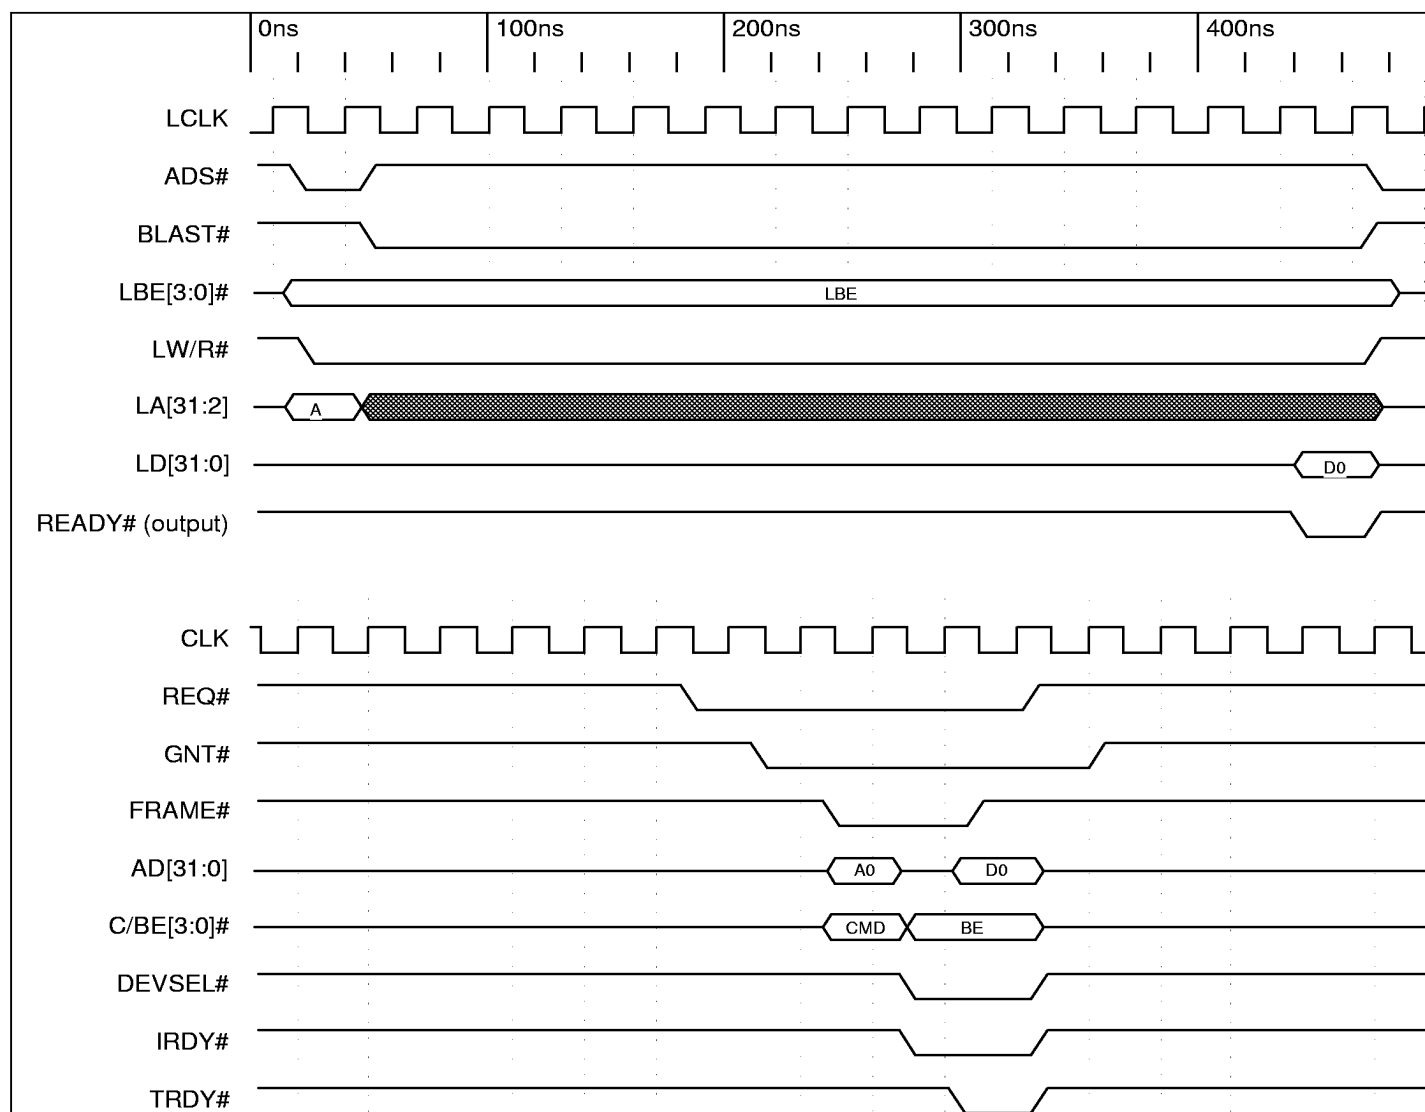 0ns 100ns 200ns 300ns 400ns
LCLK
ADS#
BLAST#
LBE[3:0]# LBE
LW/R#
LA[31:2] A
LD[31:0] D0
READY# (output)
CLK
REQ#
GNT#
FRAME#
AD[31:0] A0 D0
C/BE[3:0]# CMD BE
DEVSEL#
IRDY#
TRDY#